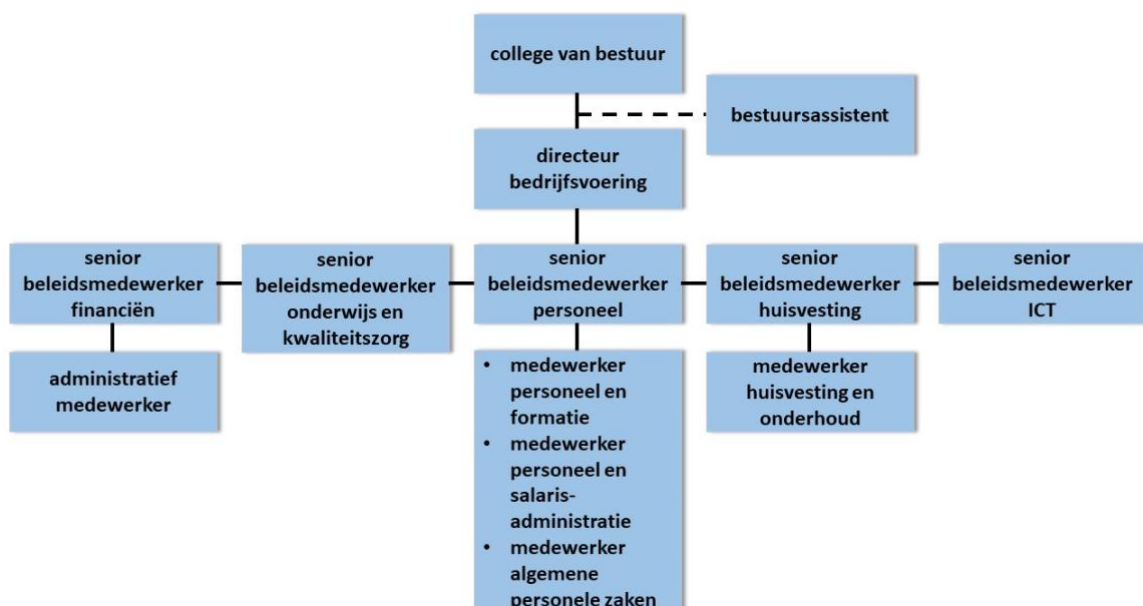 college van bestuur
bestuursassistent
directeur
bedrijfsvoering
senior
beleidsmedewerker
financiën
senior
beleidsmedewerker
onderwijs en
kwaliteitszorg
senior
beleidsmedewerker
personeel
senior
beleidsmedewerker
huisvesting
senior
beleidsmedewerker
ICT
administratief
medewerker
• medewerker
personeel en
formatie
• medewerker
personeel en
salaris-
administratie
• medewerker
algemene
personele zaken
medewerker
huisvesting en
onderhoud